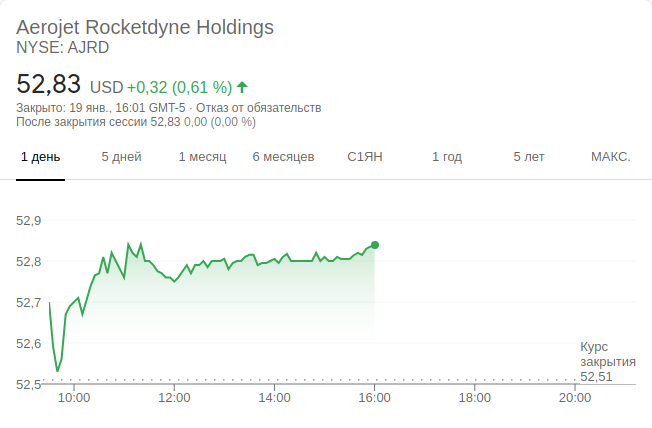 Aerojet Rocketdyne Holdings
NYSE: AJRD
52,83 USD +0,32 (0,61 %)
Закрыто: 19 янв., 16:01 GMT-5 · Отказ от обязательств
После закрытия сессии 52,83 0,00 (0,00 %)
1 день 5 дней 1 месяц 6 месяцев С1ЯН 1 год 5 лет МАКС.
52,9
52,8
52,7
52,6
52,5
Курс
закрытия
52,51
10:00 12:00 14:00 16:00 18:00 20:00